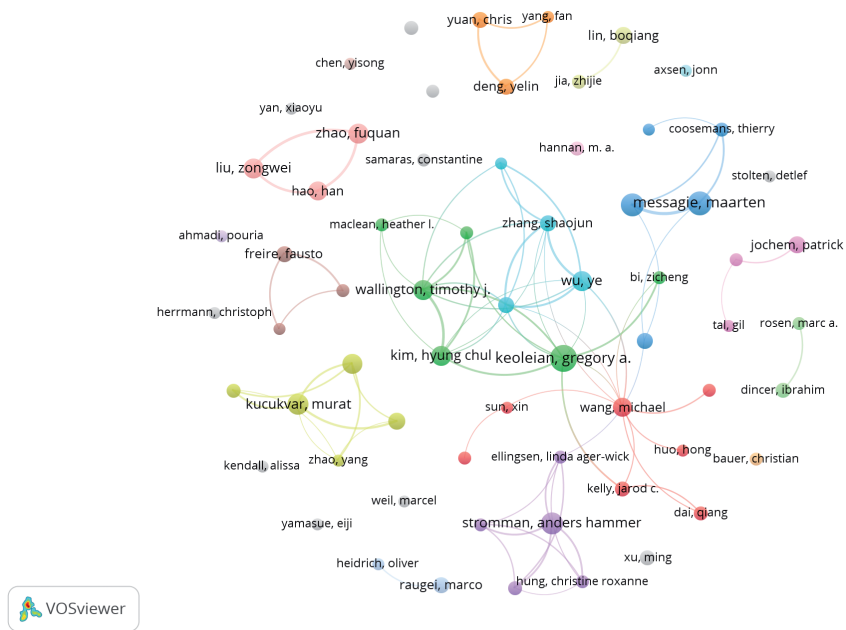 yuan, chris
yang, fan
lin, boqiang
chen, yisong
axsen, jonn
jia, zhijie
deng, yelin
yan, xiaoyu
zhao, fuquan
coosemans, thierry
hannan, m. a.
samaras, constantine
liu, zongwei
stolten, detlef
hao, han
messagie, maarten
maclean, heather l.
zhang, shaojun
ahmadi, pouria
jochem, patrick
freire, fausto
bi, zicheng
wu, ye
wallington, timothy j.
herrmann, christoph
tal, gil
rosen, marc a.
kim, hyung chul
keoleian, gregory a.
dincer, ibrahim
kucukvar, murat
sun, xin
wang, michael
huo, hong
ellingsen, linda ager-wick
bauer, christian
zhao, yang
kendall, alissa
kelly, jarod c.
weil, marcel
dai, qiang
yamasue, eiji
stromman, anders hammer
xu, ming
heidrich, oliver
hung, christine roxanne
raugei, marco
VOSviewer